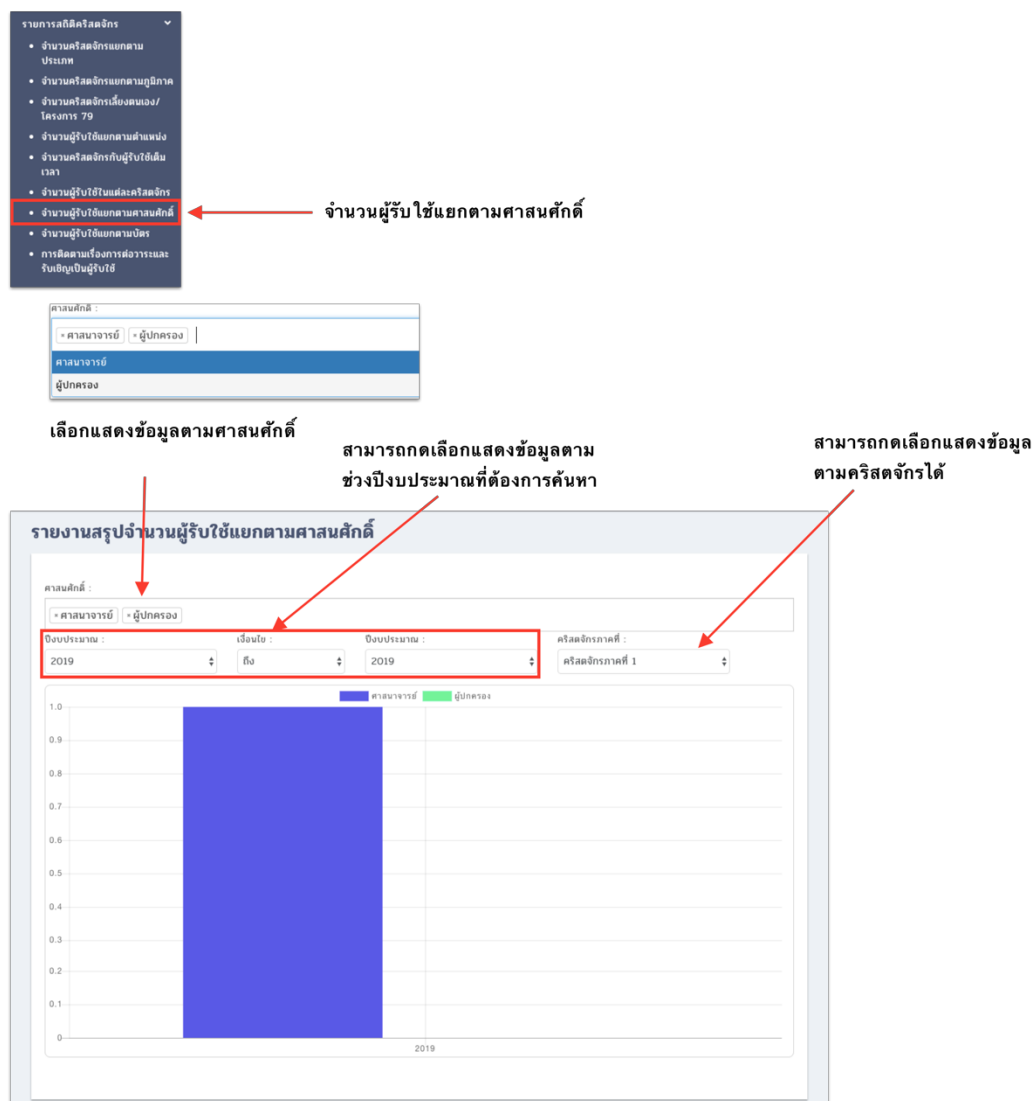 รายการสถิติคริสตจักร
• จำนวนคริสตจักรแยกตาม
ประเภท
• จำนวนคริสตจักรแยกตามภูมิภาค
• จำนวนคริสตจักรเลี้ยงตนเอง/
โครงการ 79
• จำนวนผู้รับใช้แยกตามตำแหน่ง
• จำนวนคริสตจักรกับผู้รับใช้เต็ม
เวลา
• จำนวนผู้รับใช้ในแต่ละคริสตจักร
• จำนวนผู้รับใช้แยกตามศาสนศักดิ์
จำนวนผู้รับใช้แยกตามศาสนศักดิ์
• จำนวนผู้รับใช้แยกตามบัตร
• การติดตามเรื่องการต่อวาระและ
รับเชิญเป็นผู้รับใช้
ศาสนศักดิ์ :
×ศาสนาจารย์ ×ผู้ปกครอง
ศาสนาจารย์
ผู้ปกครอง
เลือกแสดงข้อมูลตามศาสนศักดิ์
สามารถกดเลือกแสดงข้อมูลตาม
ช่วงปีงบประมาณที่ต้องการค้นหา
สามารถกดเลือกแสดงข้อมูล
ตามคริสตจักรได้
รายงานสรุปจำนวนผู้รับใช้แยกตามศาสนศักดิ์
ศาสนศักดิ์ :
×ศาสนาจารย์ ×ผู้ปกครอง
ปีงบประมาณ : เงื่อนไข : ปีงบประมาณ : คริสตจักรภาคที่ :
2019 ถึง 2019 คริสตจักรภาคที่ 1
ศาสนาจารย์ ผู้ปกครอง
1.0
0.9
0.8
0.7
0.6
0.5
0.4
0.3
0.2
0.1
0
2019